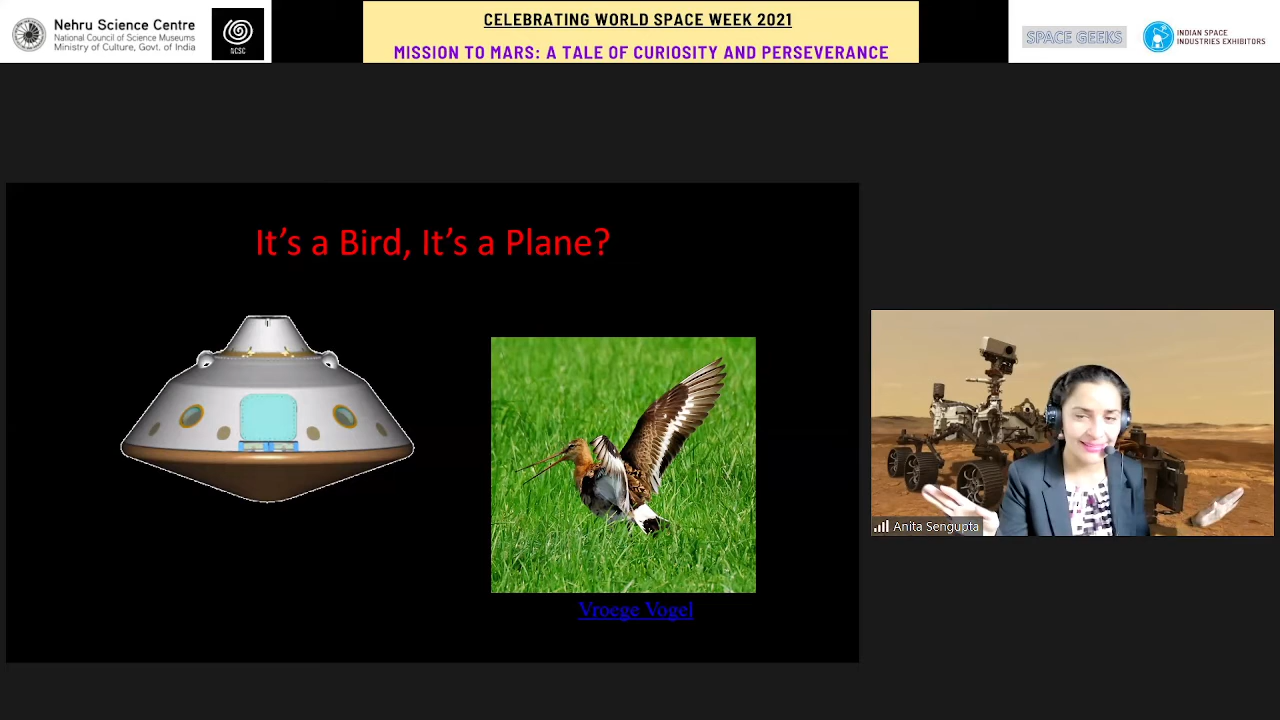 Nehru Science Centre
National Council of Science Museums
Ministry of Culture, Govt. of India
NCSC
CELEBRATING WORLD SPACE WEEK 2021
MISSION TO MARS: A TALE OF CURIOSITY AND PERSEVERANCE
SPACE GEEKS
INDIAN SPACE
INDUSTRIES EXHIBITORS
It's a Bird, It's a Plane?
Vroege Vogel
Anita Sengupta